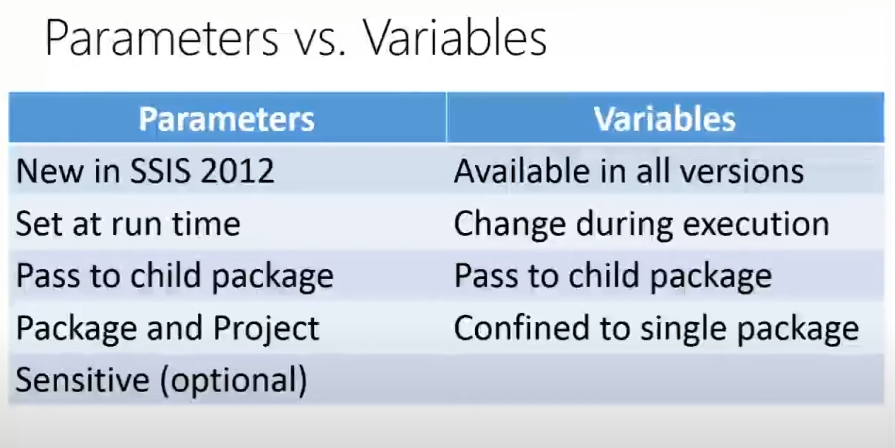 Parameters vs. Variables
Parameters Variables
New in SSIS 2012 Available in all versions
Set at run time Change during execution
Pass to child package Pass to child package
Package and Project Confined to single package
Sensitive (optional)